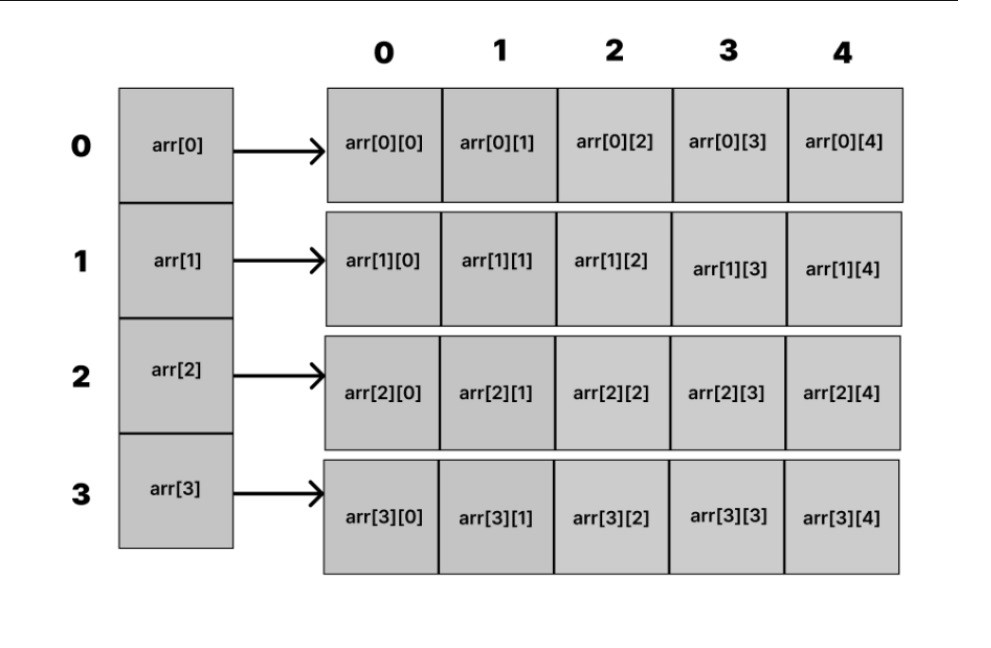 0 1 2 3 4
0 arr[0] arr[0][0] arr[0][1] arr[0][2] arr[0][3] arr[0][4]
1 arr[1] arr[1][0] arr[1][1] arr[1][2] arr[1][3] arr[1][4]
2 arr[2] arr[2][0] arr[2][1] arr[2][2] arr[2][3] arr[2][4]
3 arr[3] arr[3][0] arr[3][1] arr[3][2] arr[3][3] arr[3][4]